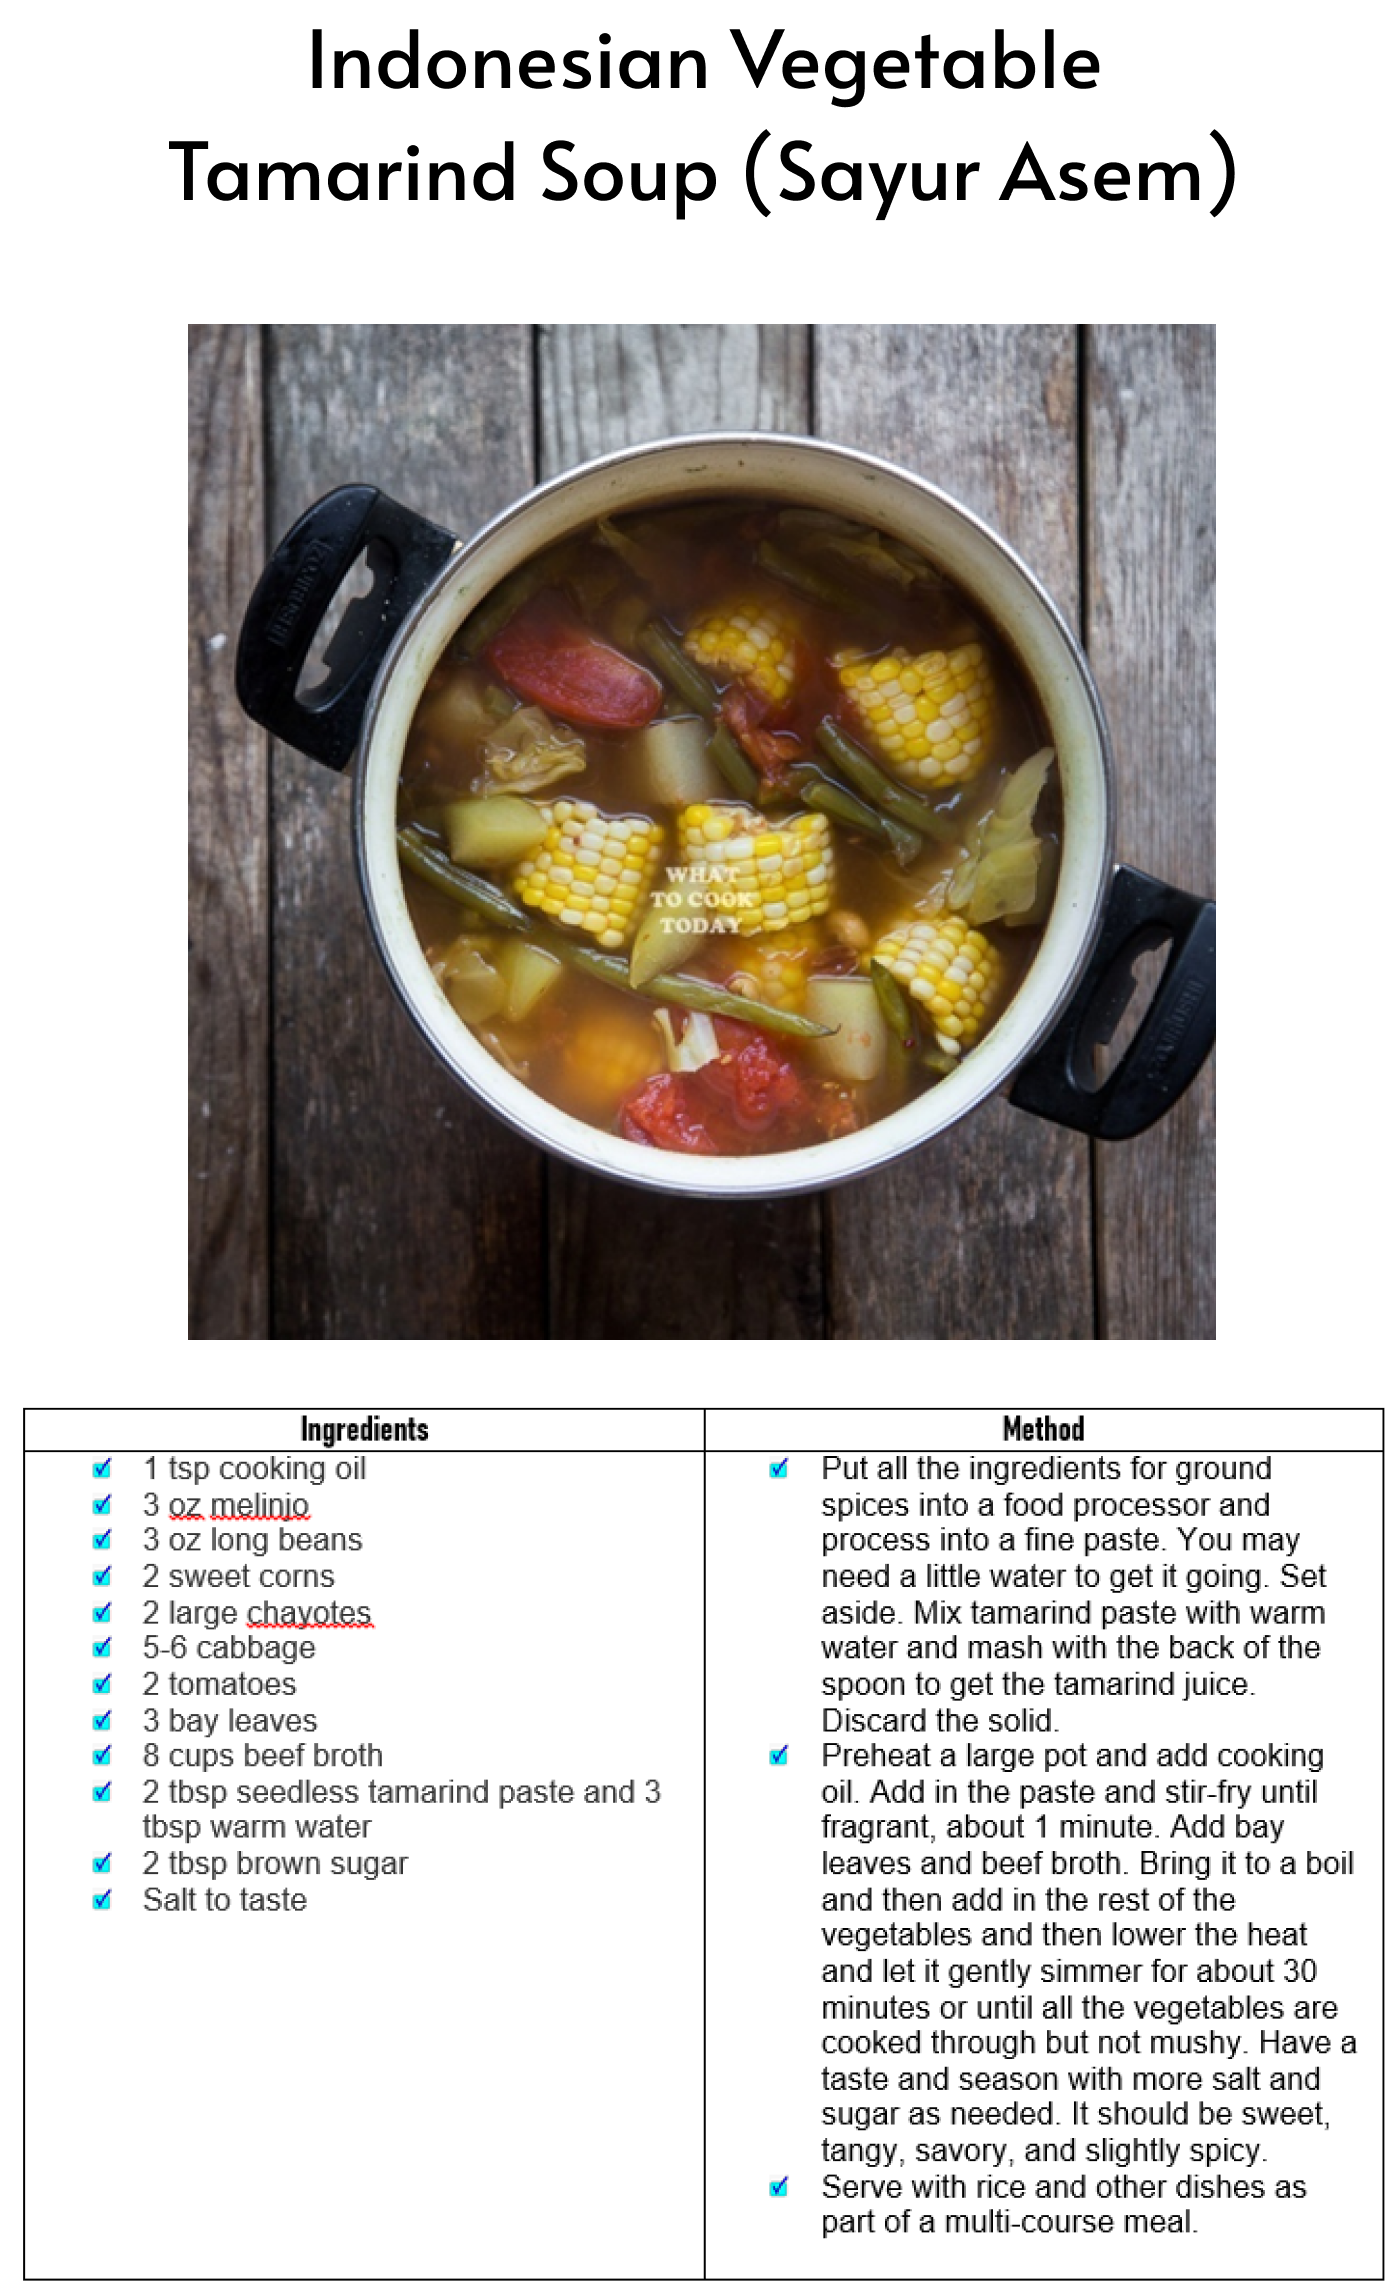 Indonesian Vegetable
Tamarind Soup (Sayur Asem)
WHAT
TO COOK
TODAY
Ingredients
1 tsp cooking oil
3 oz melinjo
3 oz long beans
2 sweet corns
2 large chayotes
5-6 cabbage
2 tomatoes
3 bay leaves
8 cups beef broth
2 tbsp seedless tamarind paste and 3
tbsp warm water
2 tbsp brown sugar
Salt to taste
Method
Put all the ingredients for ground
spices into a food processor and
process into a fine paste. You may
need a little water to get it going. Set
aside. Mix tamarind paste with warm
water and mash with the back of the
spoon to get the tamarind juice.
Discard the solid.
Preheat a large pot and add cooking
oil. Add in the paste and stir-fry until
fragrant, about 1 minute. Add bay
leaves and beef broth. Bring it to a boil
and then add in the rest of the
vegetables and then lower the heat
and let it gently simmer for about 30
minutes or until all the vegetables are
cooked through but not mushy. Have a
taste and season with more salt and
sugar as needed. It should be sweet,
tangy, savory, and slightly spicy.
Serve with rice and other dishes as
part of a multi-course meal.